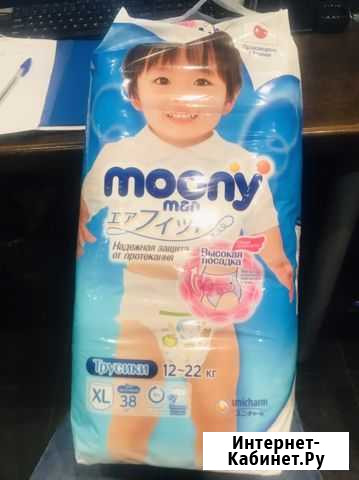 moony
man
エアフィット
Надежная защита
от протекания
Высокая
посадка
Трусики
12-22 кг
XL
38
unicharm
ユニ・チャーム
Интернет-
Кабинет.Ру